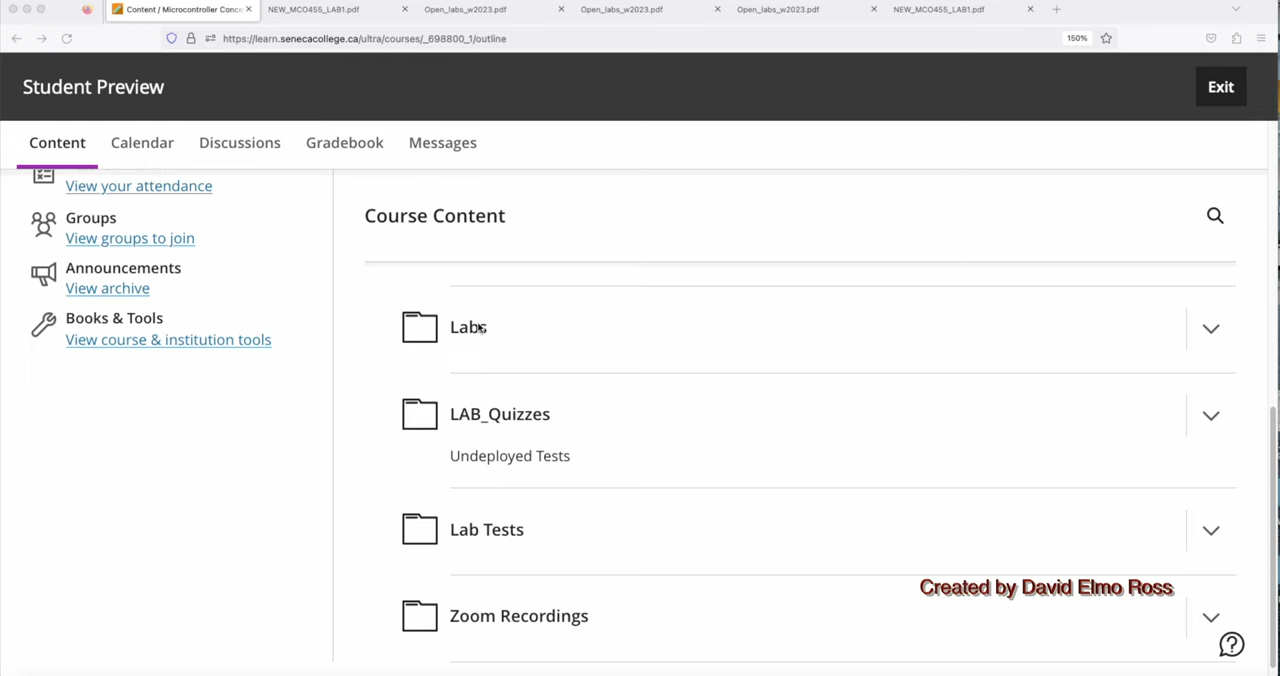 Content / Microcontroller Conce
NEW_MCO455_LAB1.pdf
Open_labs_w2023.pdf
Open_labs_w2023.pdf
Open_labs_w2023.pdf
NEW_MCO455_LAB1.pdf
https://learn.senecacollege.ca/ultra/courses/_698800_1/outline
150%
Student Preview
Exit
Content
Calendar
Discussions
Gradebook
Messages
View your attendance
Groups
View groups to join
Announcements
View archive
Books & Tools
View course & institution tools
Course Content
Labs
LAB_Quizzes
Undeployed Tests
Lab Tests
Created by David Elmo Ross
Zoom Recordings